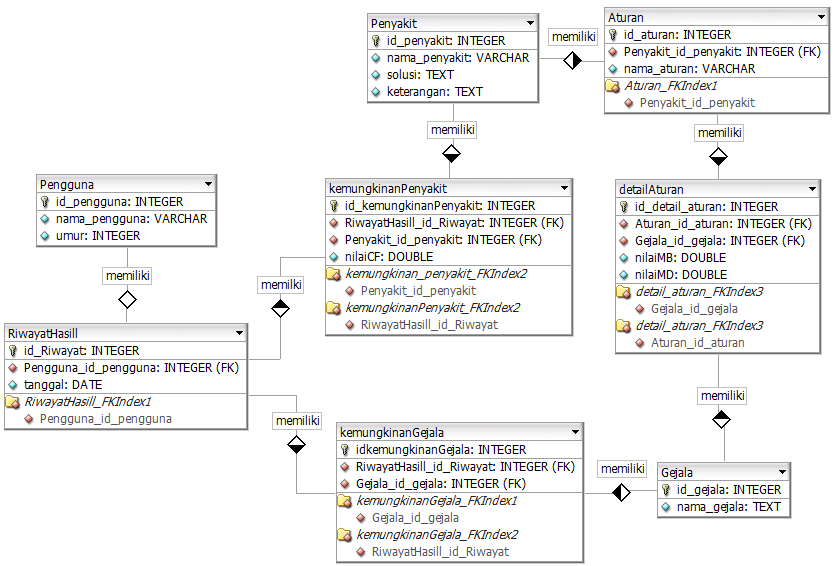 Penyakit
id_penyakit: INTEGER
nama_penyakit: VARCHAR
solusi: TEXT
keterangan: TEXT
memiliki
Aturan
id_aturan: INTEGER
Penyakit_id_penyakit: INTEGER (FK)
nama_aturan: VARCHAR
Aturan_FKIndex1
Penyakit_id_penyakit
memiliki
memiliki
Pengguna
id_pengguna: INTEGER
nama_pengguna: VARCHAR
umur: INTEGER
kemungkinanPenyakit
id_kemungkinanPenyakit: INTEGER
RiwayatHasill_id_Riwayat: INTEGER (FK)
Penyakit_id_penyakit: INTEGER (FK)
nilaiCF: DOUBLE
kemungkinan_penyakit_FKIndex2
Penyakit_id_penyakit
kemungkinanPenyakit_FKIndex2
RiwayatHasill_id_Riwayat
detailAturan
id_detail_aturan: INTEGER
Aturan_id_aturan: INTEGER (FK)
Gejala_id_gejala: INTEGER (FK)
nilaiMB: DOUBLE
nilaiMD: DOUBLE
detail_aturan_FKIndex3
Gejala_id_gejala
detail_aturan_FKIndex3
Aturan_id_aturan
memiliki
memiliki
RiwayatHasill
id_Riwayat: INTEGER
Pengguna_id_pengguna: INTEGER (FK)
tanggal: DATE
RiwayatHasill_FKIndex1
Pengguna_id_pengguna
memiliki
memiliki
kemungkinanGejala
idkemungkinanGejala: INTEGER
RiwayatHasill_id_Riwayat: INTEGER (FK)
Gejala_id_gejala: INTEGER (FK)
kemungkinanGejala_FKIndex1
Gejala_id_gejala
kemungkinanGejala_FKIndex2
RiwayatHasill_id_Riwayat
memiliki
Gejala
id_gejala: INTEGER
nama_gejala: TEXT